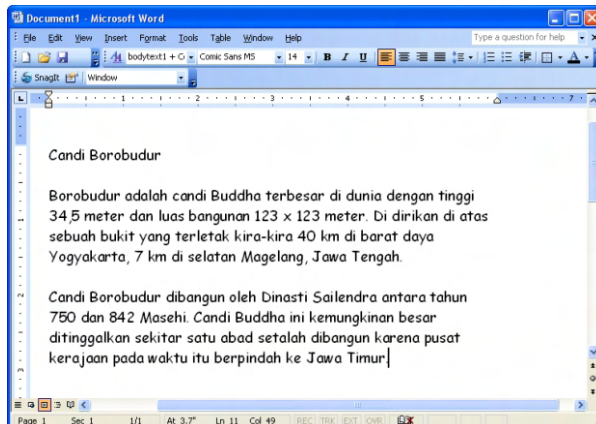 Document1 - Microsoft Word
File Edit View Insert Format Tools Table Window Help Type a question for help
bodytext1 + C Comic Sans MS 14 B I U A
SnagIt Window
L 1 2 3 4 5 7
Candi Borobudur
Borobudur adalah candi Buddha terbesar di dunia dengan tinggi
34,5 meter dan luas bangunan 123 x 123 meter. Di dirikan di atas
sebuah bukit yang terletak kira-kira 40 km di barat daya
Yogyakarta, 7 km di selatan Magelang, Jawa Tengah.
Candi Borobudur dibangun oleh Dinasti Sailendra antara tahun
750 dan 842 Masehi. Candi Buddha ini kemungkinan besar
ditinggalkan sekitar satu abad setalah dibangun karena pusat
kerajaan pada waktu itu berpindah ke Jawa Timur.
Page 1 Sec 1 1/1 At 3.7" Ln 11 Col 49 REC TRK EXT OVR